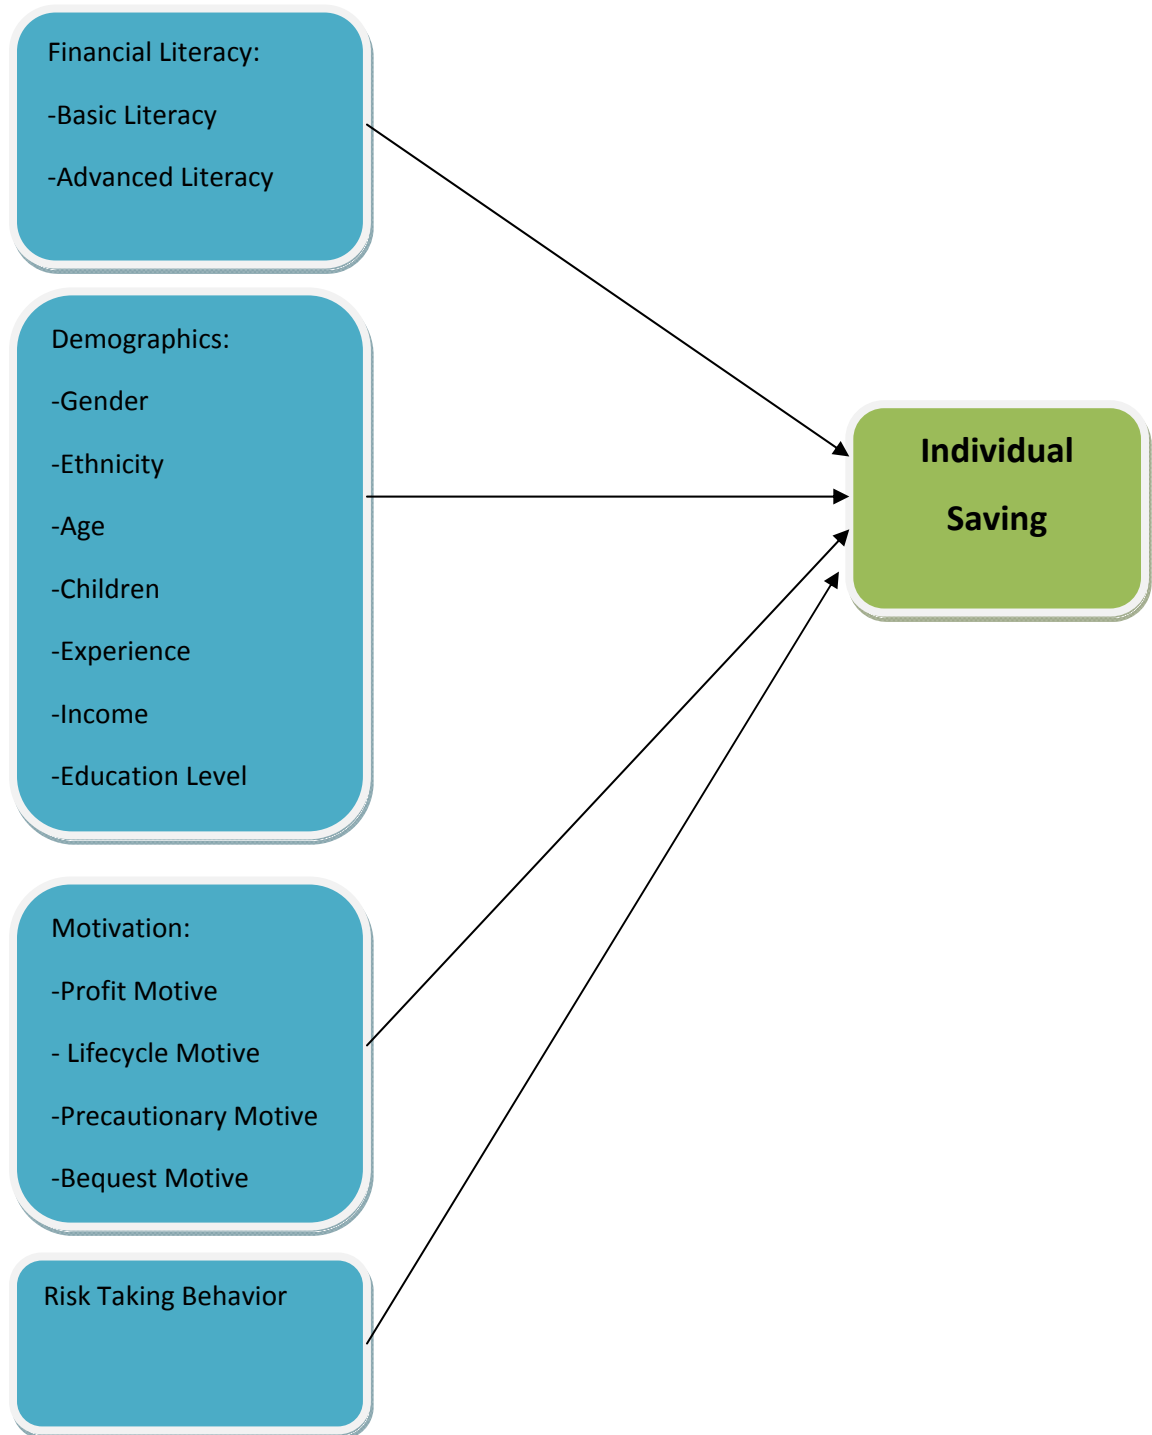 Financial Literacy:
-Basic Literacy
-Advanced Literacy
Demographics:
-Gender
-Ethnicity
-Age
-Children
-Experience
-Income
-Education Level
Individual
Saving
Motivation:
-Profit Motive
- Lifecycle Motive
-Precautionary Motive
-Bequest Motive
Risk Taking Behavior